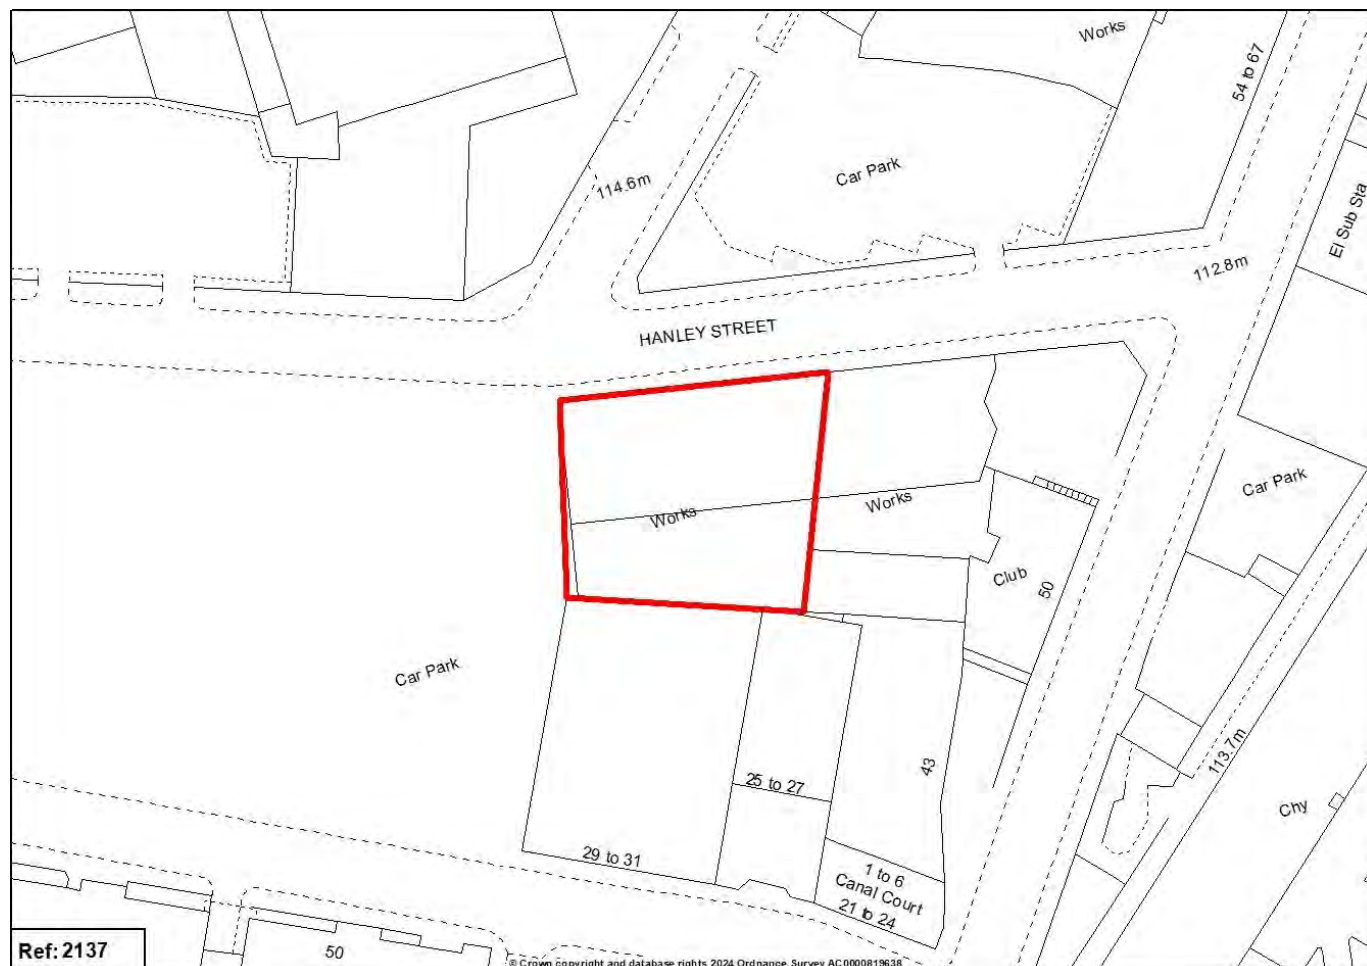 Works
54 to 67
Car Park
114.6m
El Sub Sta
112.8m
HANLEY STREET
Works
Works
Car Park
Club
50
Car Park
43
25 to 27
113.7m
Chy
29 to 31
1 to 6
Canal Court
21 to 24
Ref: 2137
50
© Crown copyright and database rights 2024 Ordnance Survey AC0000819638